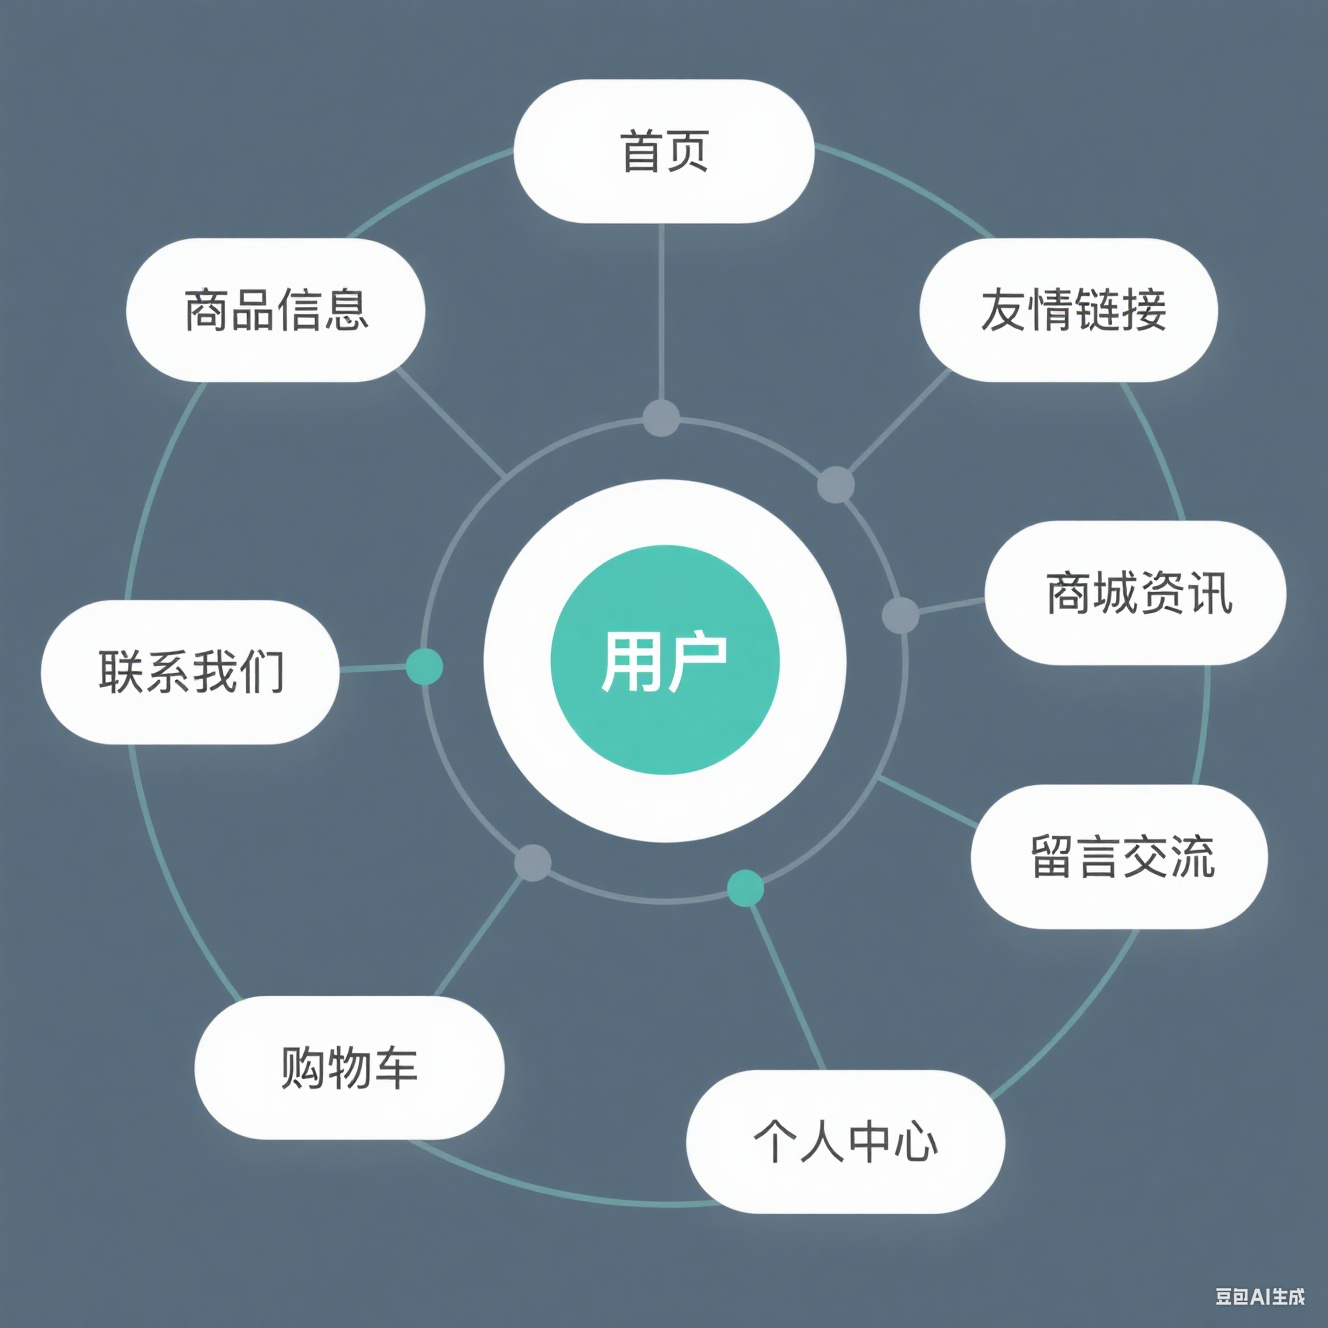 首页
商品信息
友情链接
商城资讯
联系我们
用户
留言交流
购物车
个人中心
豆包AI生成